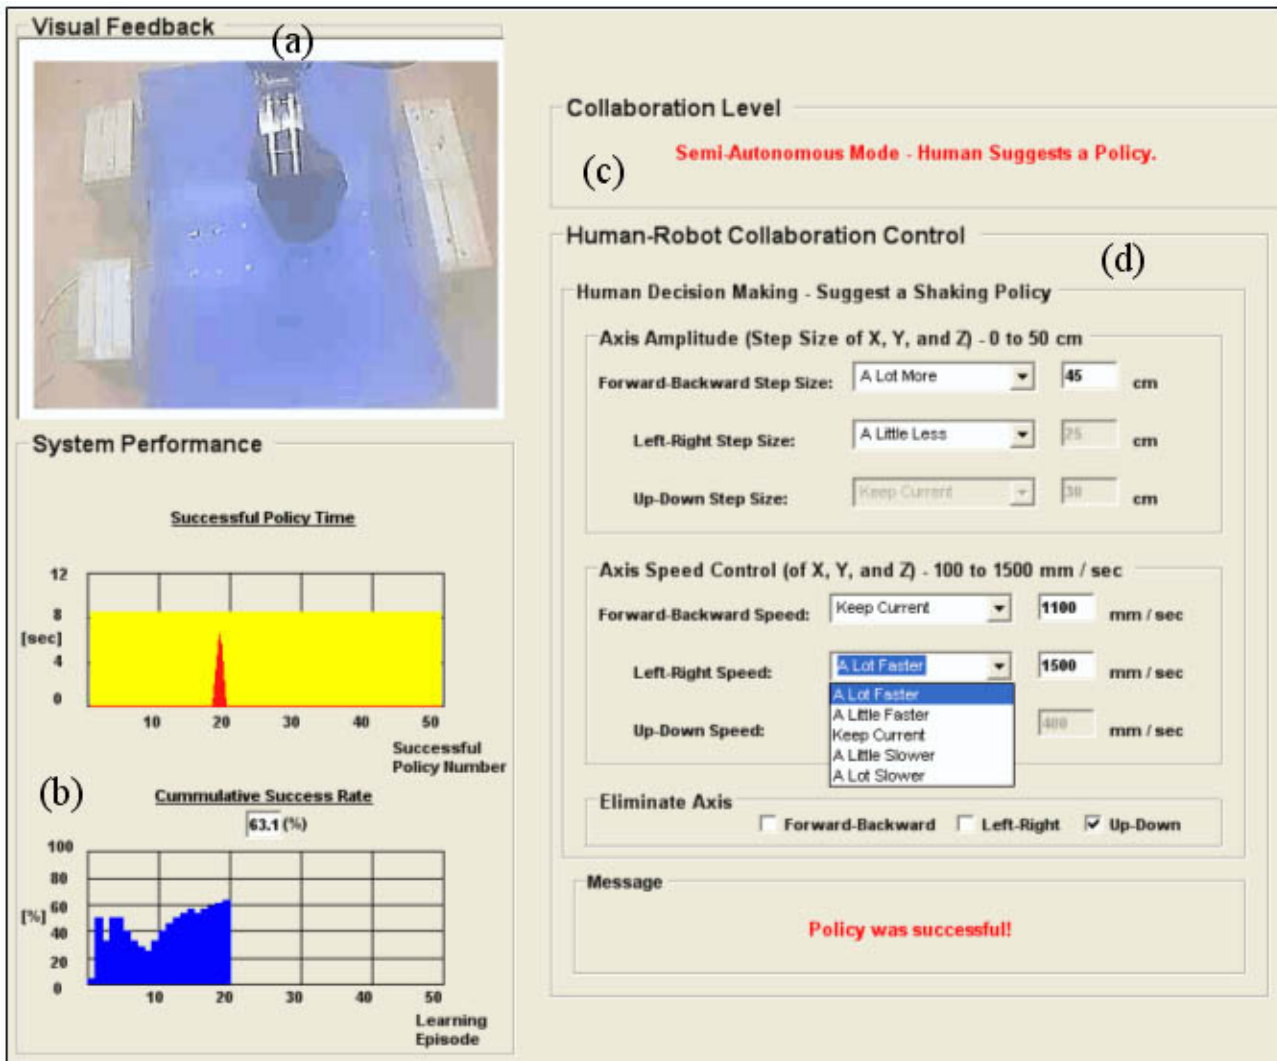 Visual Feedback
(a)
System Performance
Successful Policy Time
12
8
[sec]
4
0
10 20 30 40 50
Successful
Policy Number
(b)
Cummulative Success Rate
63.1 (%)
100
80
[%] 60
40
20
0
10 20 30 40 50
Learning
Episode
Collaboration Level
(c)
Semi-Autonomous Mode - Human Suggests a Policy.
Human-Robot Collaboration Control
(d)
Human Decision Making - Suggest a Shaking Policy
Axis Amplitude (Step Size of X, Y, and Z) - 0 to 50 cm
Forward-Backward Step Size: A Lot More 45 cm
Left-Right Step Size: A Little Less 25 cm
Up-Down Step Size: Keep Current 30 cm
Axis Speed Control (of X, Y, and Z) - 100 to 1500 mm / sec
Forward-Backward Speed: Keep Current 1100 mm / sec
Left-Right Speed: A Lot Faster 1500 mm / sec
A Lot Faster
A Little Faster
Up-Down Speed: Keep Current 400 mm / sec
A Little Slower
A Lot Slower
Eliminate Axis
Forward-Backward Left-Right Up-Down
Message
Policy was successful!